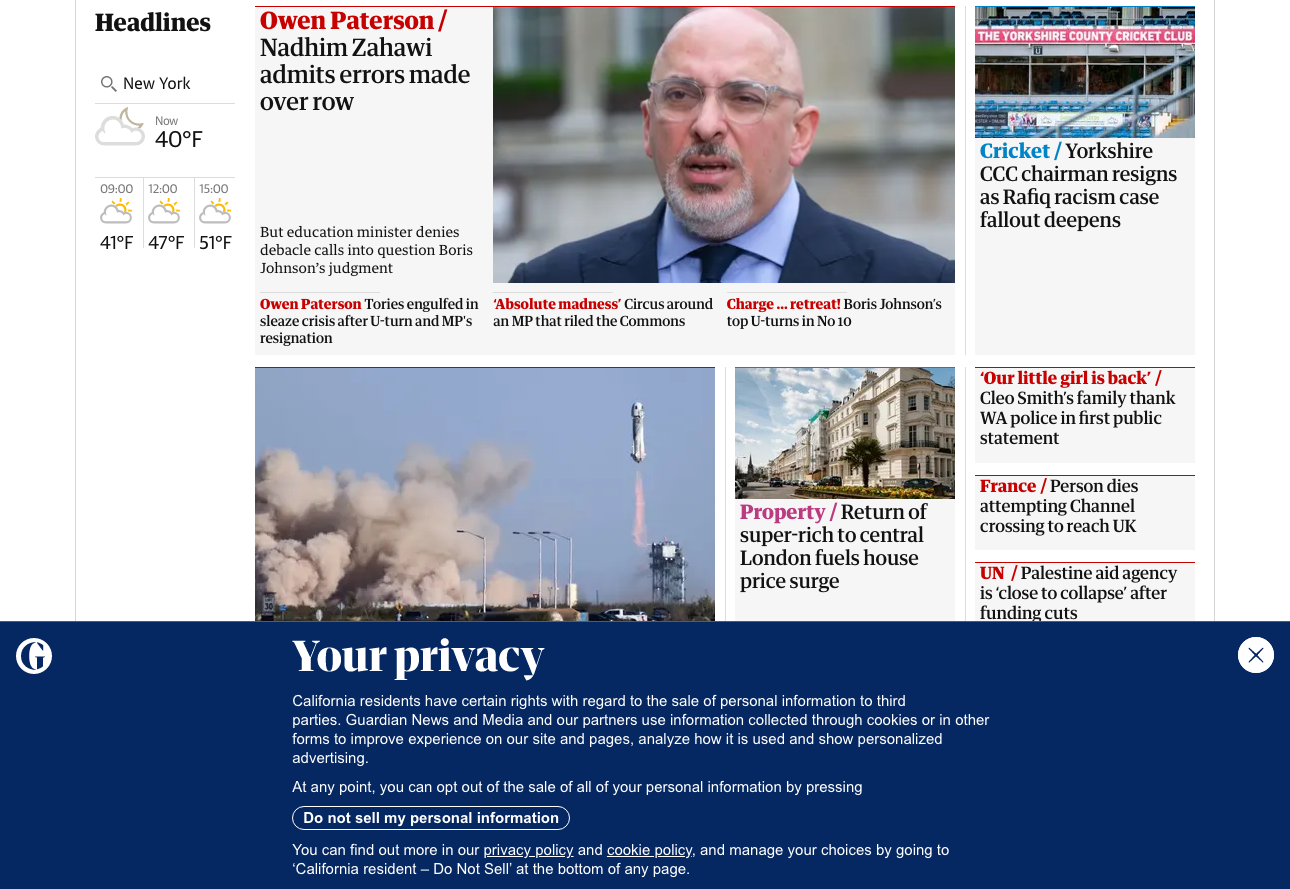 Headlines
New York
Now
40°F
09:00
12:00
15:00
41°F
47°F
51°F
Owen Paterson /
Nadhim Zahawi
admits errors made
over row
But education minister denies
debacle calls into question Boris
Johnson’s judgment
Owen Paterson Tories engulfed in
sleaze crisis after U-turn and MP's
resignation
‘Absolute madness’ Circus around
an MP that riled the Commons
Charge ... retreat! Boris Johnson’s
top U-turns in No 10
THE YORKSHIRE COUNTY CRICKET CLUB
Cricket / Yorkshire
CCC chairman resigns
as Rafiq racism case
fallout deepens
Property / Return of
super-rich to central
London fuels house
price surge
‘Our little girl is back’ /
Cleo Smith’s family thank
WA police in first public
statement
France / Person dies
attempting Channel
crossing to reach UK
UN / Palestine aid agency
is ‘close to collapse’ after
funding cuts
Your privacy
California residents have certain rights with regard to the sale of personal information to third
parties. Guardian News and Media and our partners use information collected through cookies or in other
forms to improve experience on our site and pages, analyze how it is used and show personalized
advertising.
At any point, you can opt out of the sale of all of your personal information by pressing
Do not sell my personal information
You can find out more in our privacy policy and cookie policy, and manage your choices by going to
‘California resident – Do Not Sell’ at the bottom of any page.